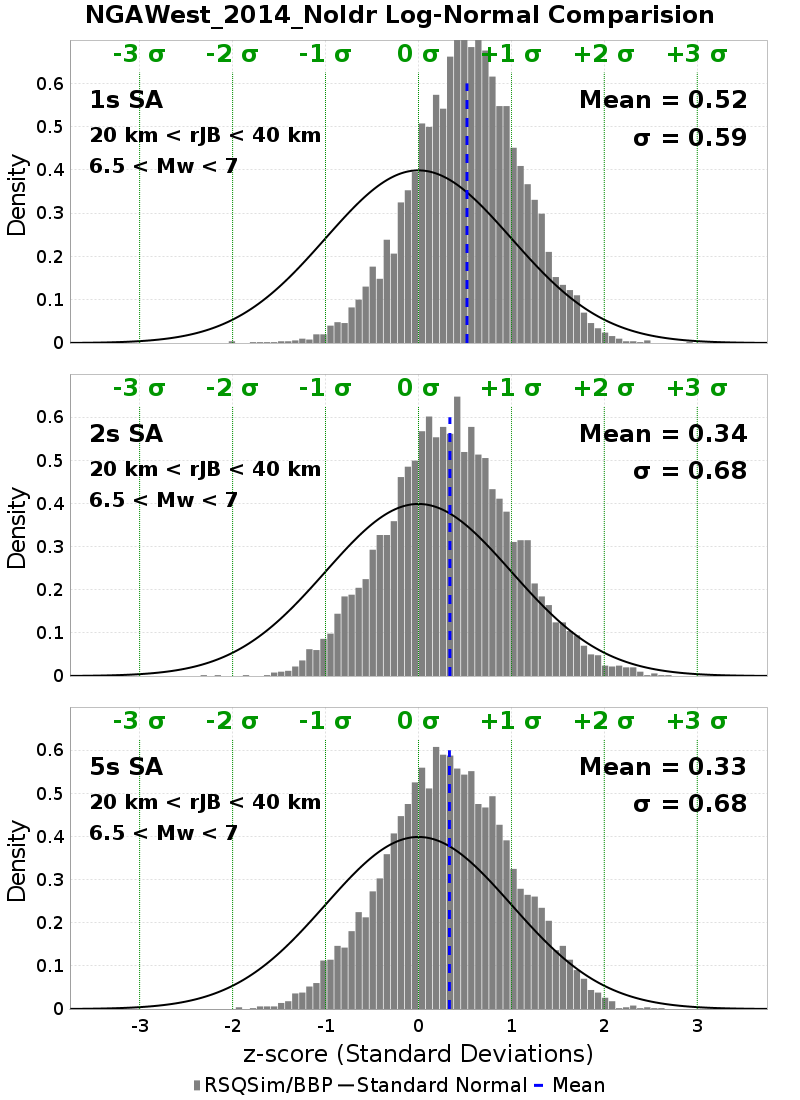 NGAWest_2014_NoIdr Log-Normal Comparision
-3 σ -2 σ -1 σ 0 σ +1 σ +2 σ +3 σ
1s SA Mean = 0.52
20 km < rJB < 40 km σ = 0.59
6.5 < Mw < 7
Density
0.6
0.5
0.4
0.3
0.2
0.1
0
-3 σ -2 σ -1 σ 0 σ +1 σ +2 σ +3 σ
2s SA Mean = 0.34
20 km < rJB < 40 km σ = 0.68
6.5 < Mw < 7
Density
0.6
0.5
0.4
0.3
0.2
0.1
0
-3 σ -2 σ -1 σ 0 σ +1 σ +2 σ +3 σ
5s SA Mean = 0.33
20 km < rJB < 40 km σ = 0.68
6.5 < Mw < 7
Density
0.6
0.5
0.4
0.3
0.2
0.1
0
-3 -2 -1 0 1 2 3
z-score (Standard Deviations)
RSQSim/BBP Standard Normal Mean